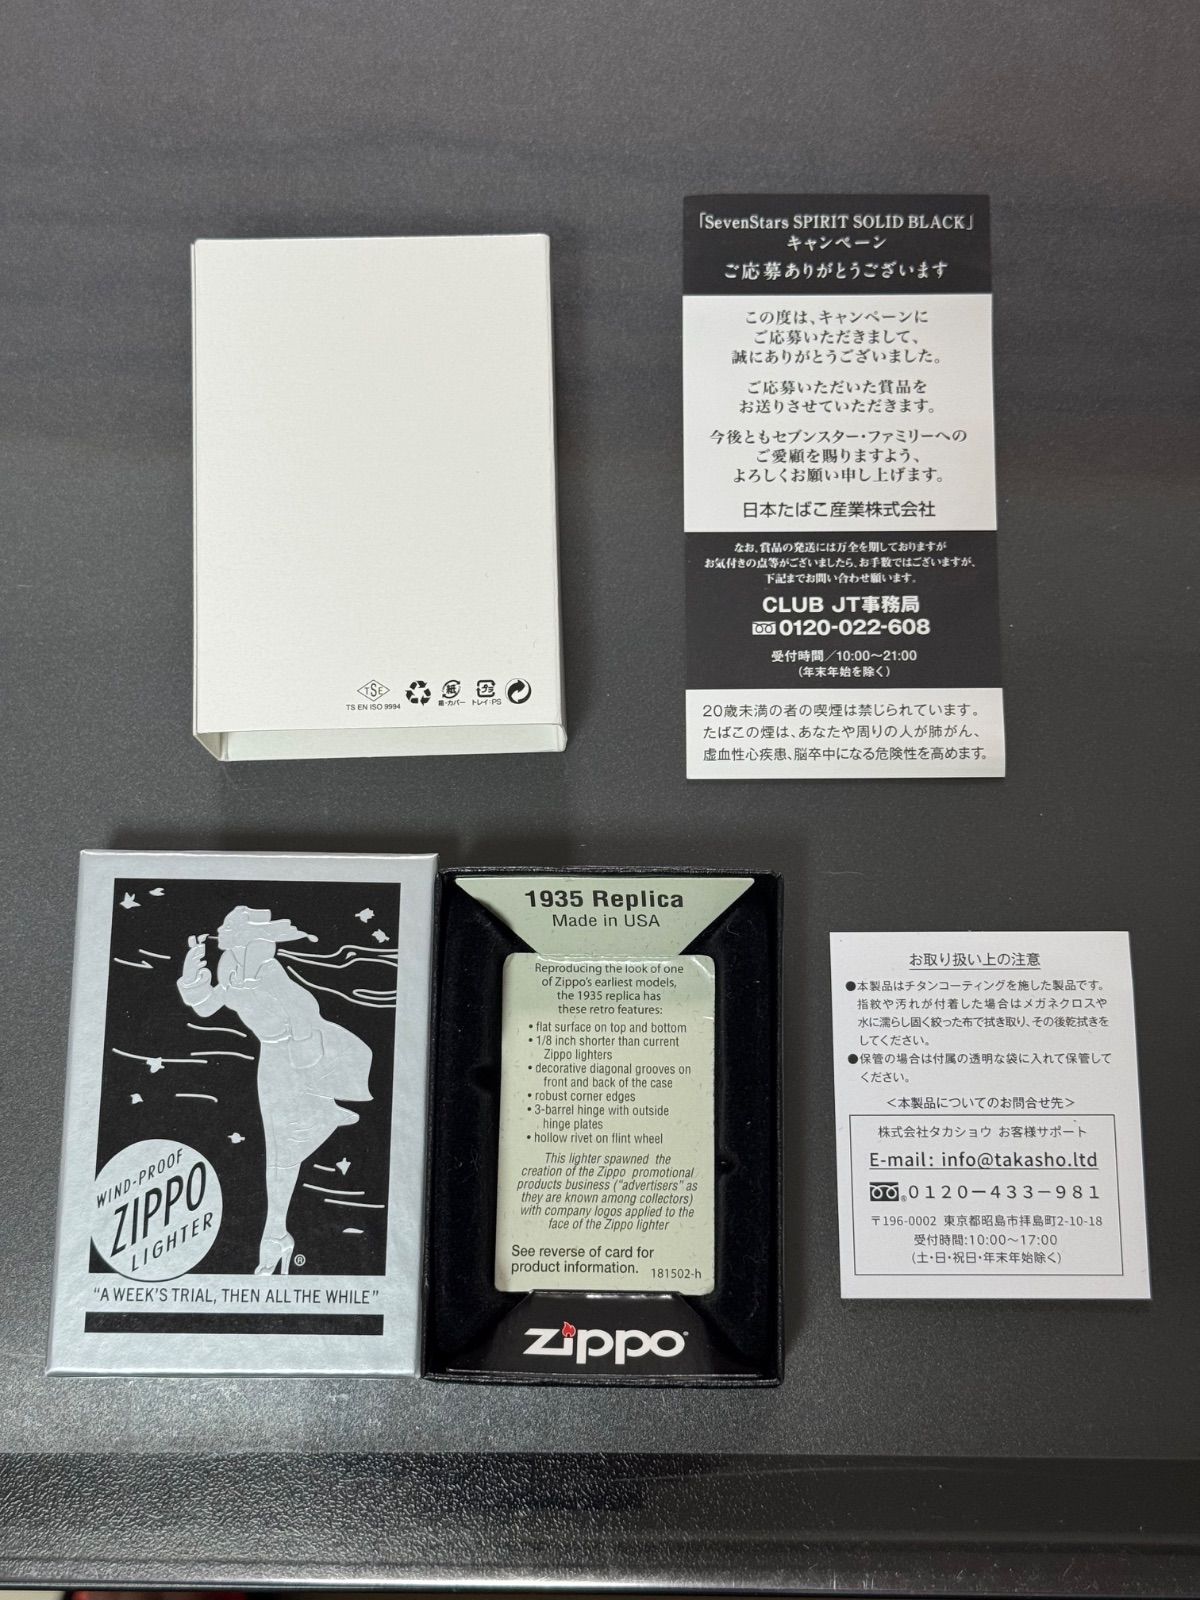 「SevenStars SPIRIT SOLID BLACK」
キャンペーン
ご応募ありがとうございます
この度は、キャンペーンに
ご応募いただきまして、
誠にありがとうございました。
ご応募いただいた賞品を
お送りさせていただきます。
今後ともセブンスター・ファミリーへの
ご愛顧を賜りますよう、
よろしくお願い申し上げます。
日本たばこ産業株式会社
なお、賞品の発送には万全を期しておりますが
お気付きの点等がございましたら、お手数ではございますが、
下記までお問い合わせ願います。
CLUB JT事務局
0120-022-608
受付時間/10:00〜21:00
(年末年始を除く)
20歳未満の者の喫煙は禁じられています。
たばこの煙は、あなたや周りの人が肺がん、
虚血性心疾患、脳卒中になる危険性を高めます。
TSE
TS EN ISO 9994
紙
箱・カバー
プラ
トレイ:PS
WIND-PROOF
ZIPPO
LIGHTER
®
"A WEEK'S TRIAL, THEN ALL THE WHILE"
1935 Replica
Made in USA
Reproducing the look of one
of Zippo's earliest models,
the 1935 replica has
these retro features:
• flat surface on top and bottom
• 1/8 inch shorter than current
Zippo lighters
• decorative diagonal grooves on
front and back of the case
• robust corner edges
• 3-barrel hinge with outside
hinge plates
• hollow rivet on flint wheel
This lighter spawned the
creation of the Zippo promotional
products business ("advertisers" as
they are known among collectors)
with company logos applied to the
face of the Zippo lighter
See reverse of card for
product information. 181502-h
zippo®
お取り扱い上の注意
●本製品はチタンコーティングを施した製品です。
指紋や汚れが付着した場合はメガネクロスや
水に濡らし固く絞った布で拭き取り、その後乾拭きを
してください。
●保管の場合は付属の透明な袋に入れて保管して
ください。
<本製品についてのお問合せ先>
株式会社タカショウ お客様サポート
E-mail: info@takasho.ltd
®0120-433-981
〒196-0002 東京都昭島市拝島町2-10-18
受付時間:10:00〜17:00
(土・日・祝日・年末年始除く)